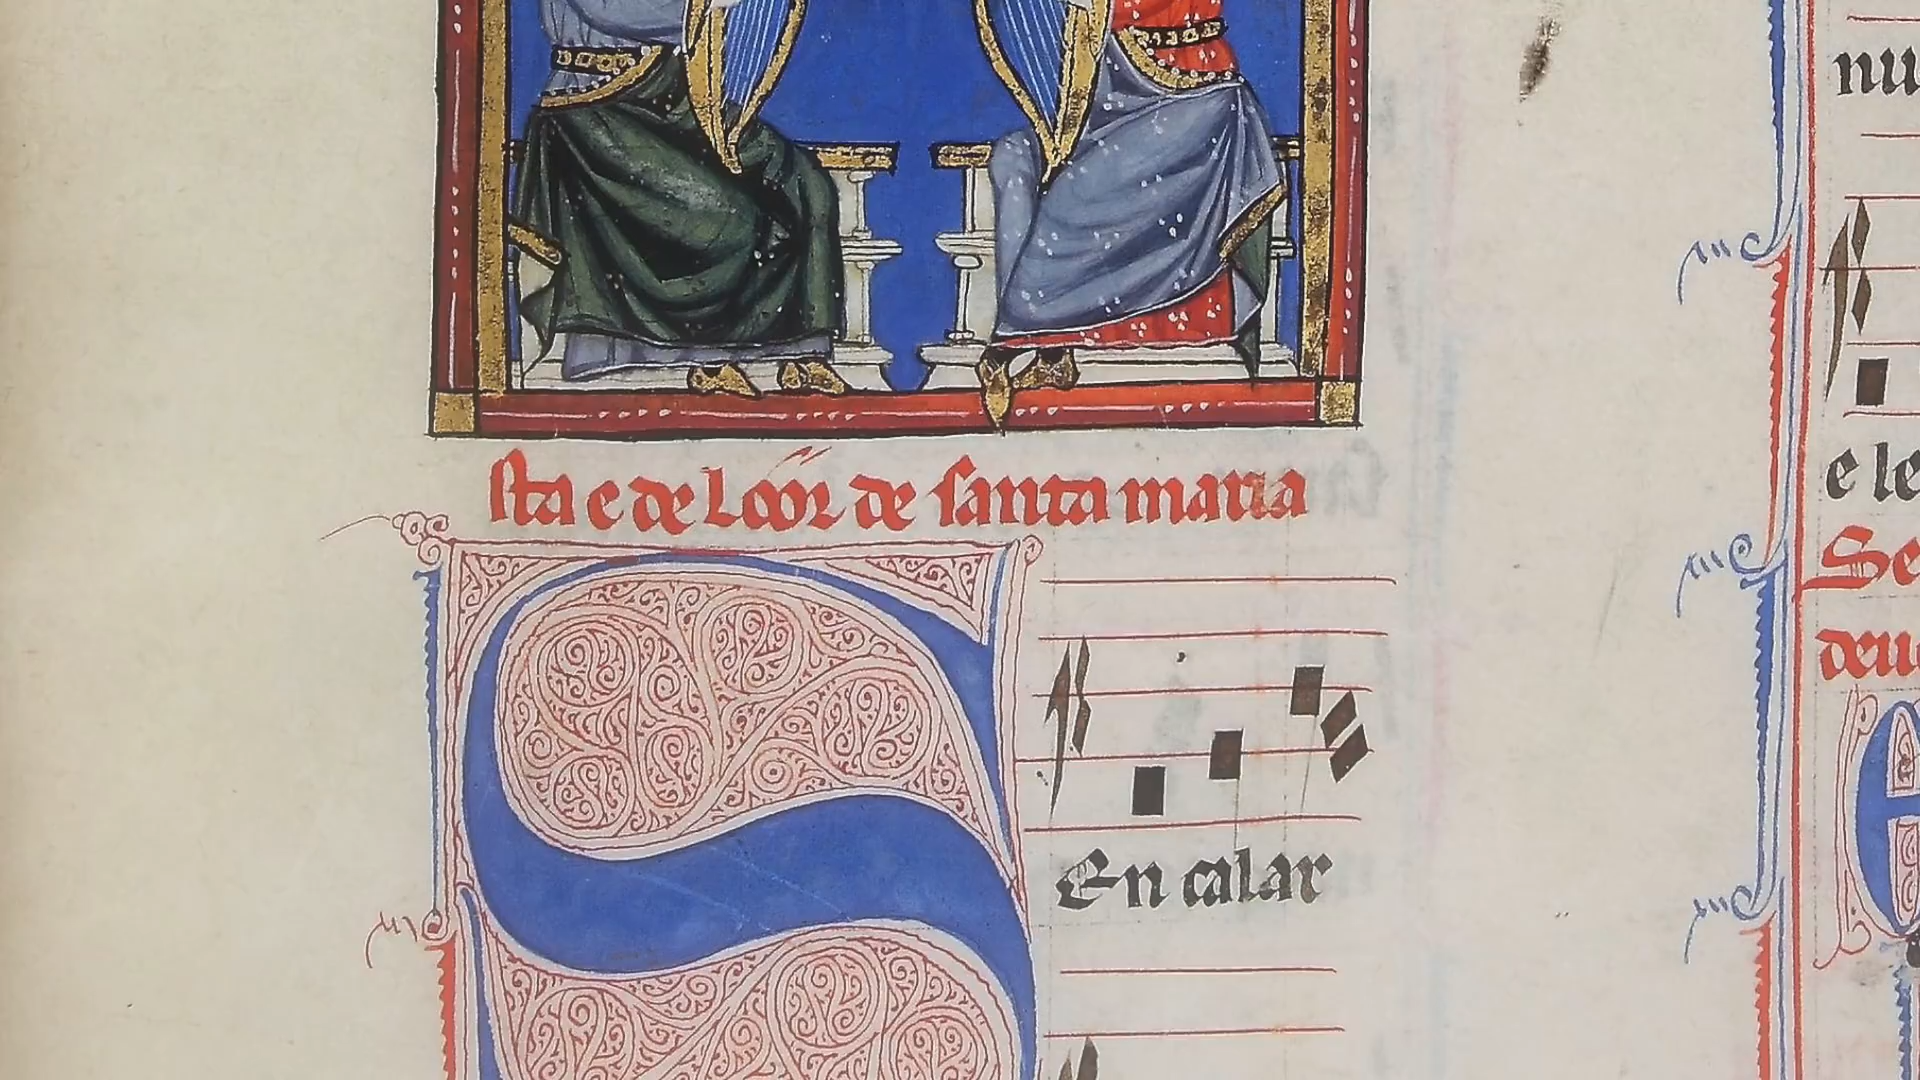 sta e de Loor de santa maria
S
En calar
nu
e le
Se
deu